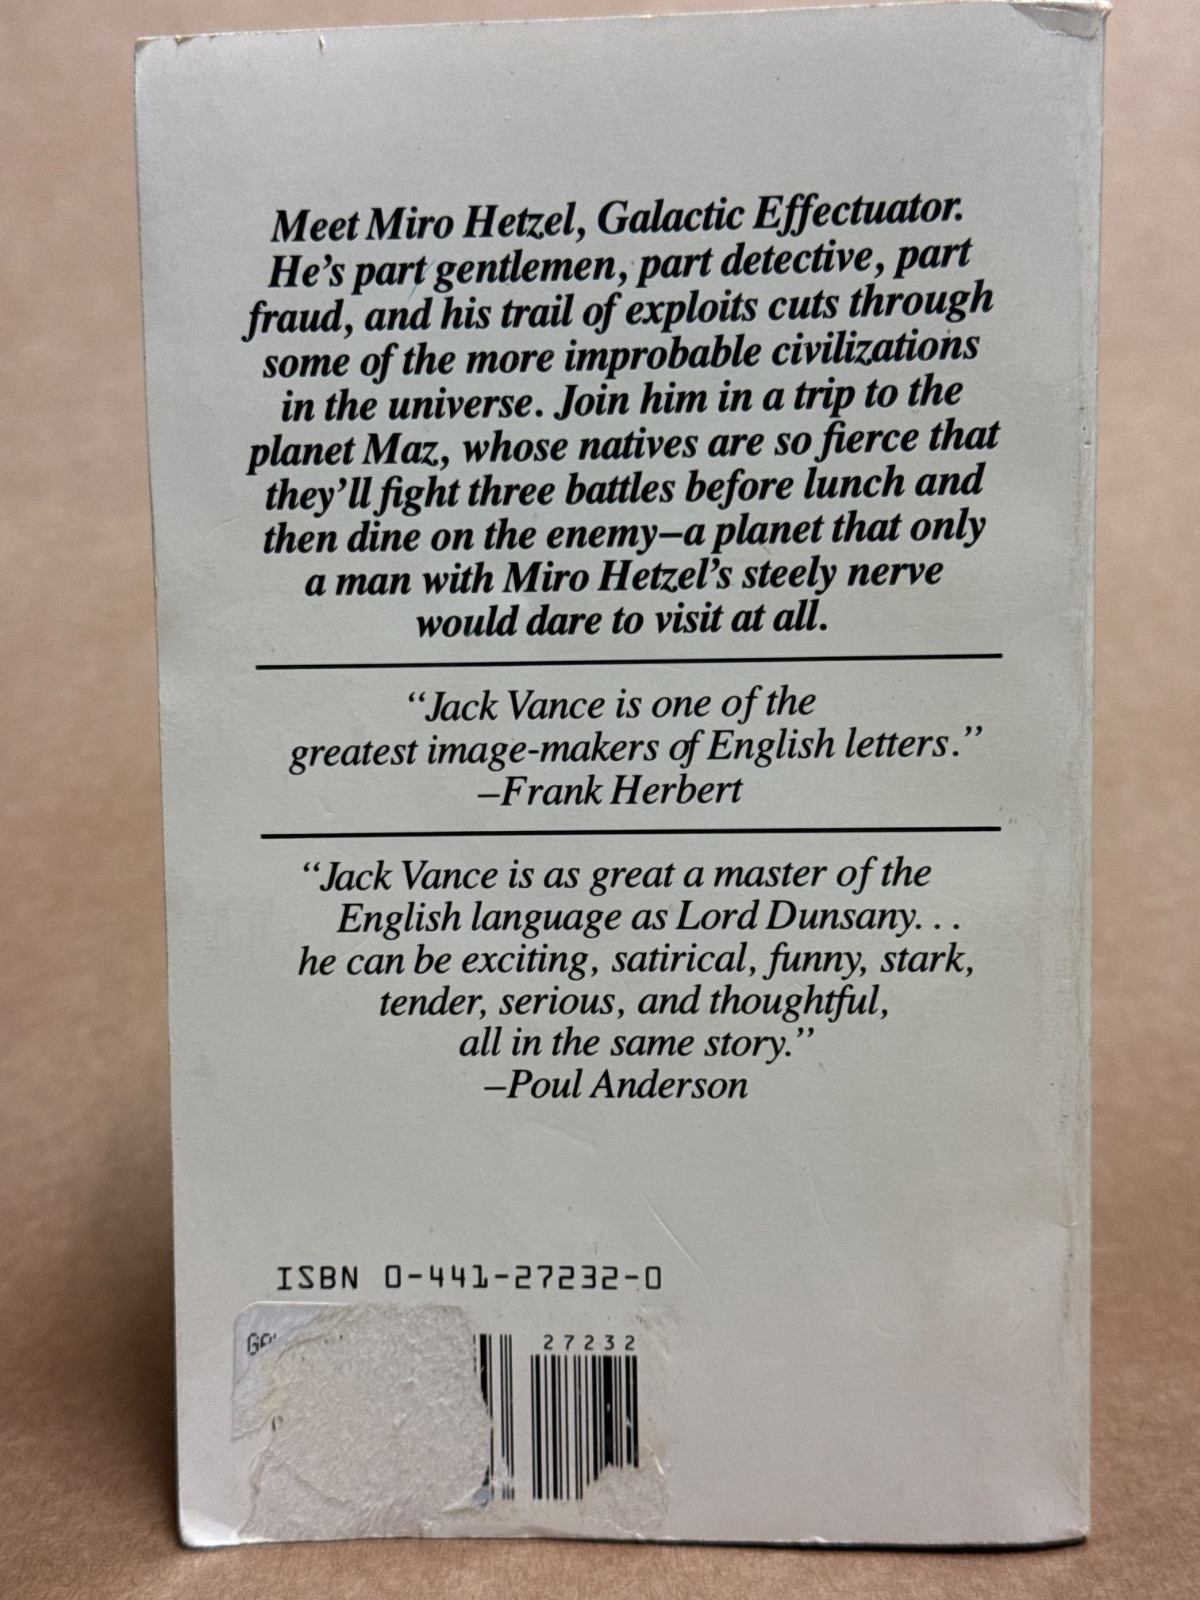 Meet Miro Hetzel, Galactic Effectuator.
He's part gentlemen, part detective, part
fraud, and his trail of exploits cuts through
some of the more improbable civilizations
in the universe. Join him in a trip to the
planet Maz, whose natives are so fierce that
they'll fight three battles before lunch and
then dine on the enemy—a planet that only
a man with Miro Hetzel's steely nerve
would dare to visit at all.
“Jack Vance is one of the
greatest image-makers of English letters.”
—Frank Herbert
“Jack Vance is as great a master of the
English language as Lord Dunsany. . .
he can be exciting, satirical, funny, stark,
tender, serious, and thoughtful,
all in the same story.”
—Poul Anderson
ISBN 0-441-27232-0
27232